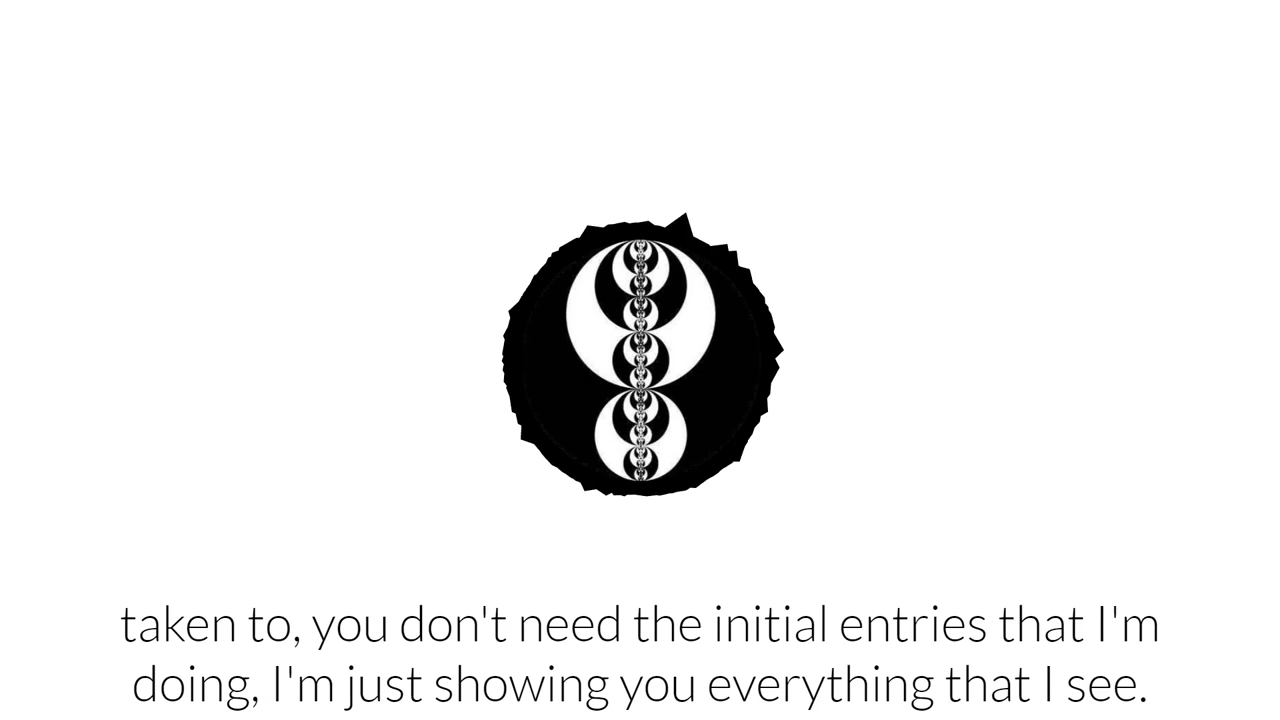 taken to, you don't need the initial entries that I'm
doing, I'm just showing you everything that I see.